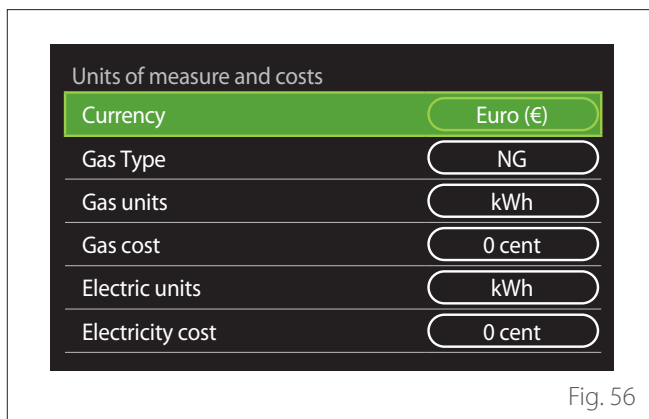 Units of measure and costs
Currency Euro (€)
Gas Type NG
Gas units kWh
Gas cost 0 cent
Electric units kWh
Electricity cost 0 cent
Fig. 56